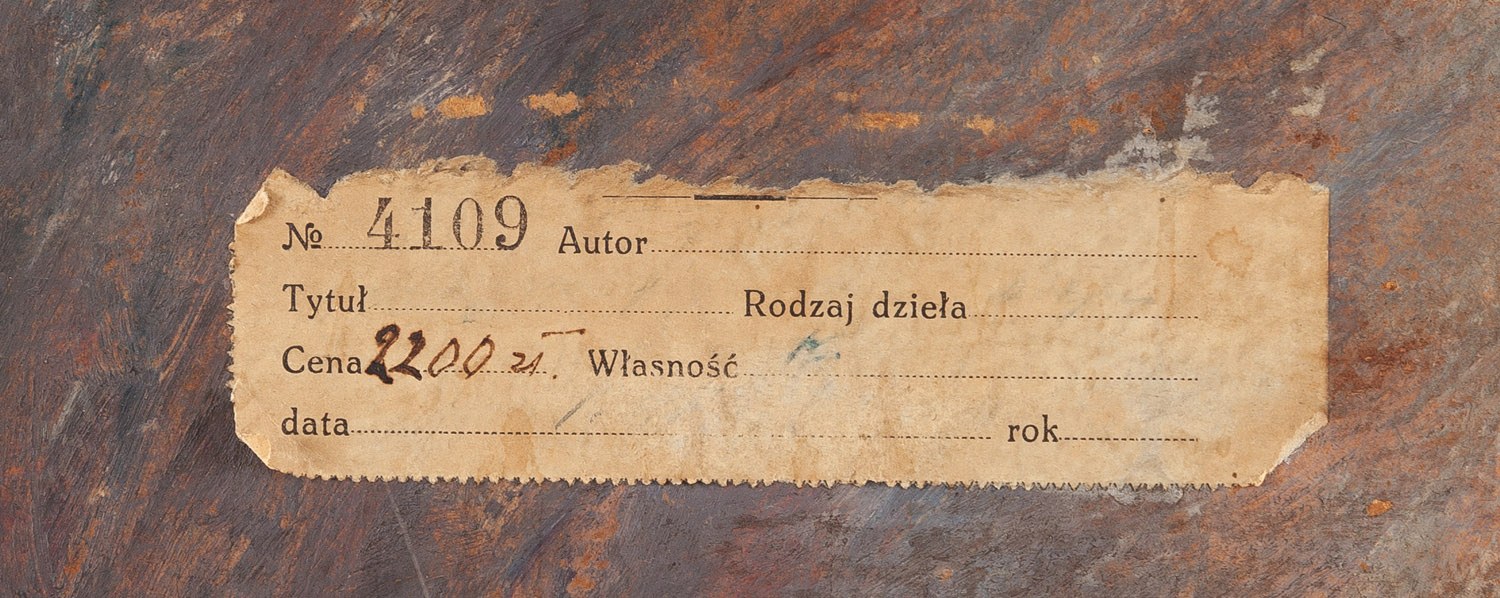 № 4109 Autor
Tytuł Rodzaj dzieła
Cena 2200 zł. Własność
data rok